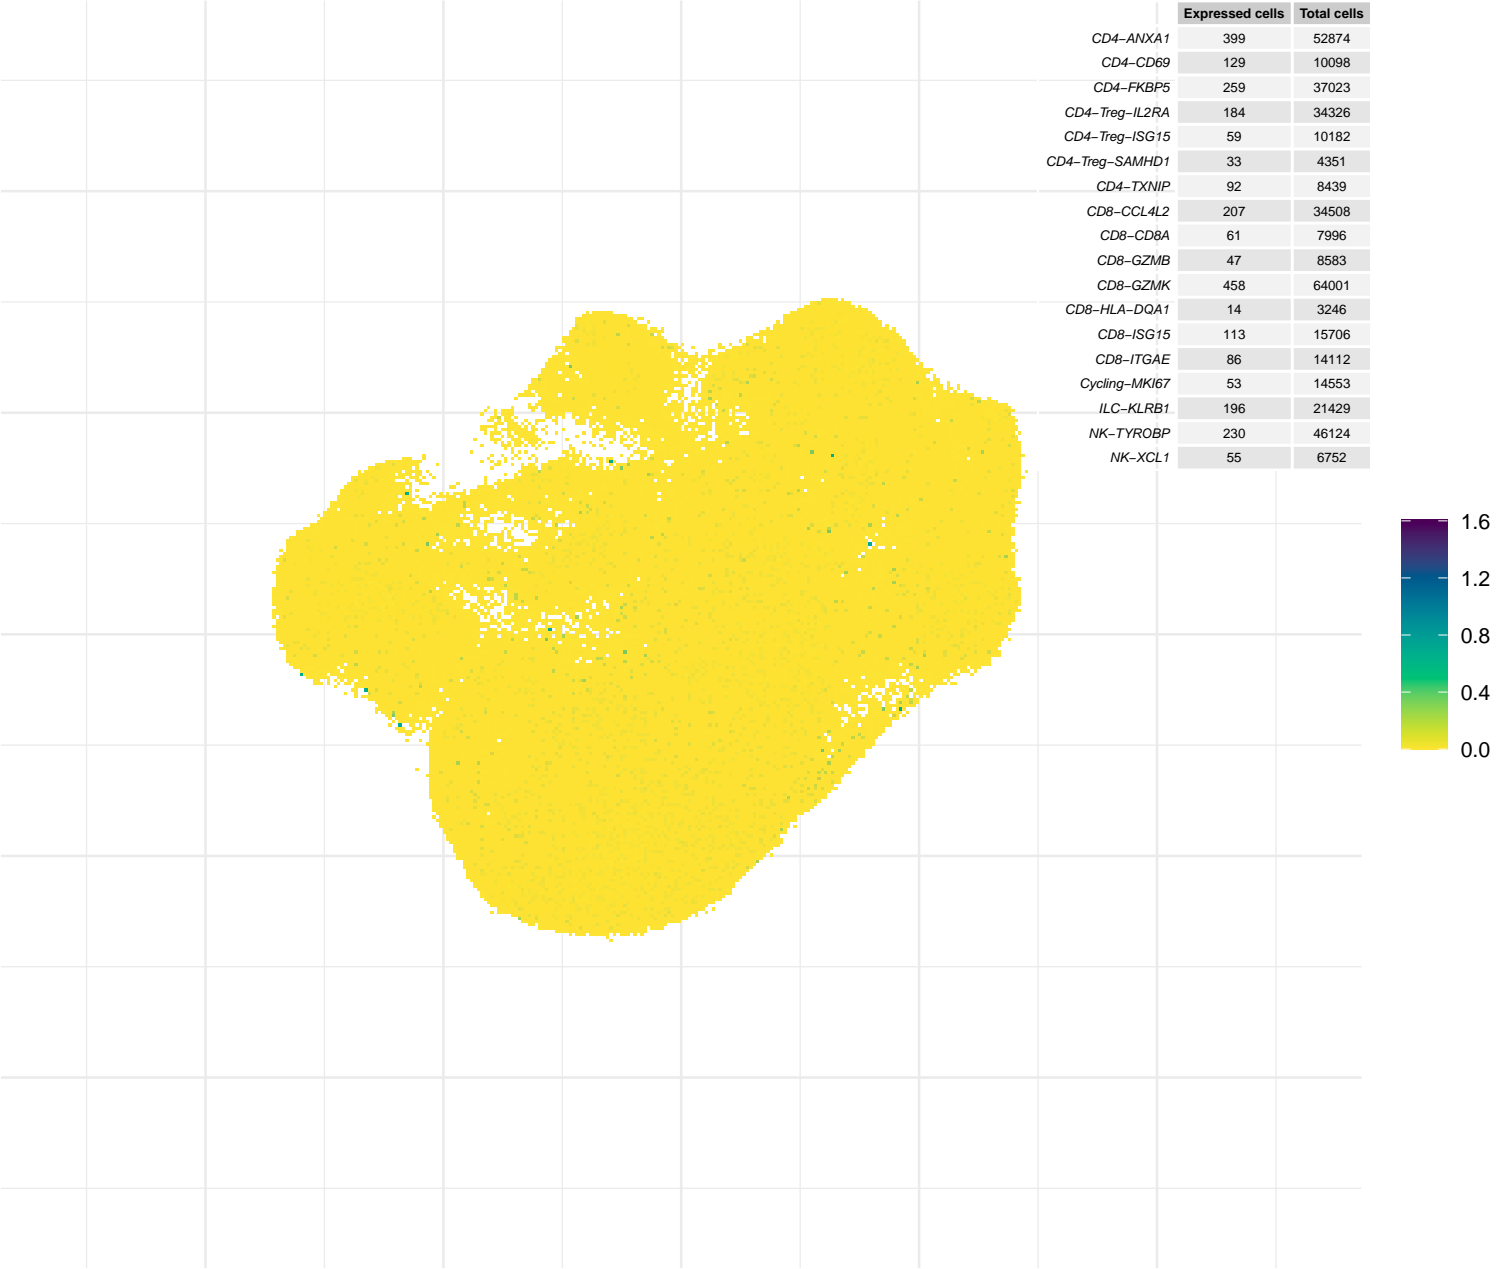 Expressed cells Total cells
CD4−ANXA1 399 52874
CD4−CD69 129 10098
CD4−FKBP5 259 37023
CD4−Treg−IL2RA 184 34326
CD4−Treg−ISG15 59 10182
CD4−Treg−SAMHD1 33 4351
CD4−TXNIP 92 8439
CD8−CCL4L2 207 34508
CD8−CD8A 61 7996
CD8−GZMB 47 8583
CD8−GZMK 458 64001
CD8−HLA−DQA1 14 3246
CD8−ISG15 113 15706
CD8−ITGAE 86 14112
Cycling−MKI67 53 14553
ILC−KLRB1 196 21429
NK−TYROBP 230 46124
NK−XCL1 55 6752
1.6
1.2
0.8
0.4
0.0